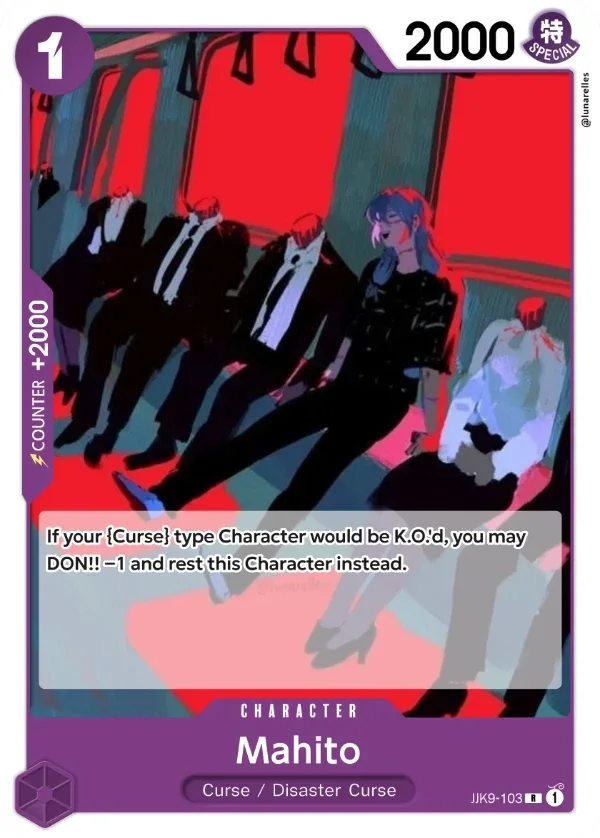 1
2000
特
SPECIAL
@lunarelles
COUNTER +2000
If your {Curse} type Character would be K.O.'d, you may
DON!! −1 and rest this Character instead.
CHARACTER
Mahito
Curse / Disaster Curse
JJK9-103 R 1